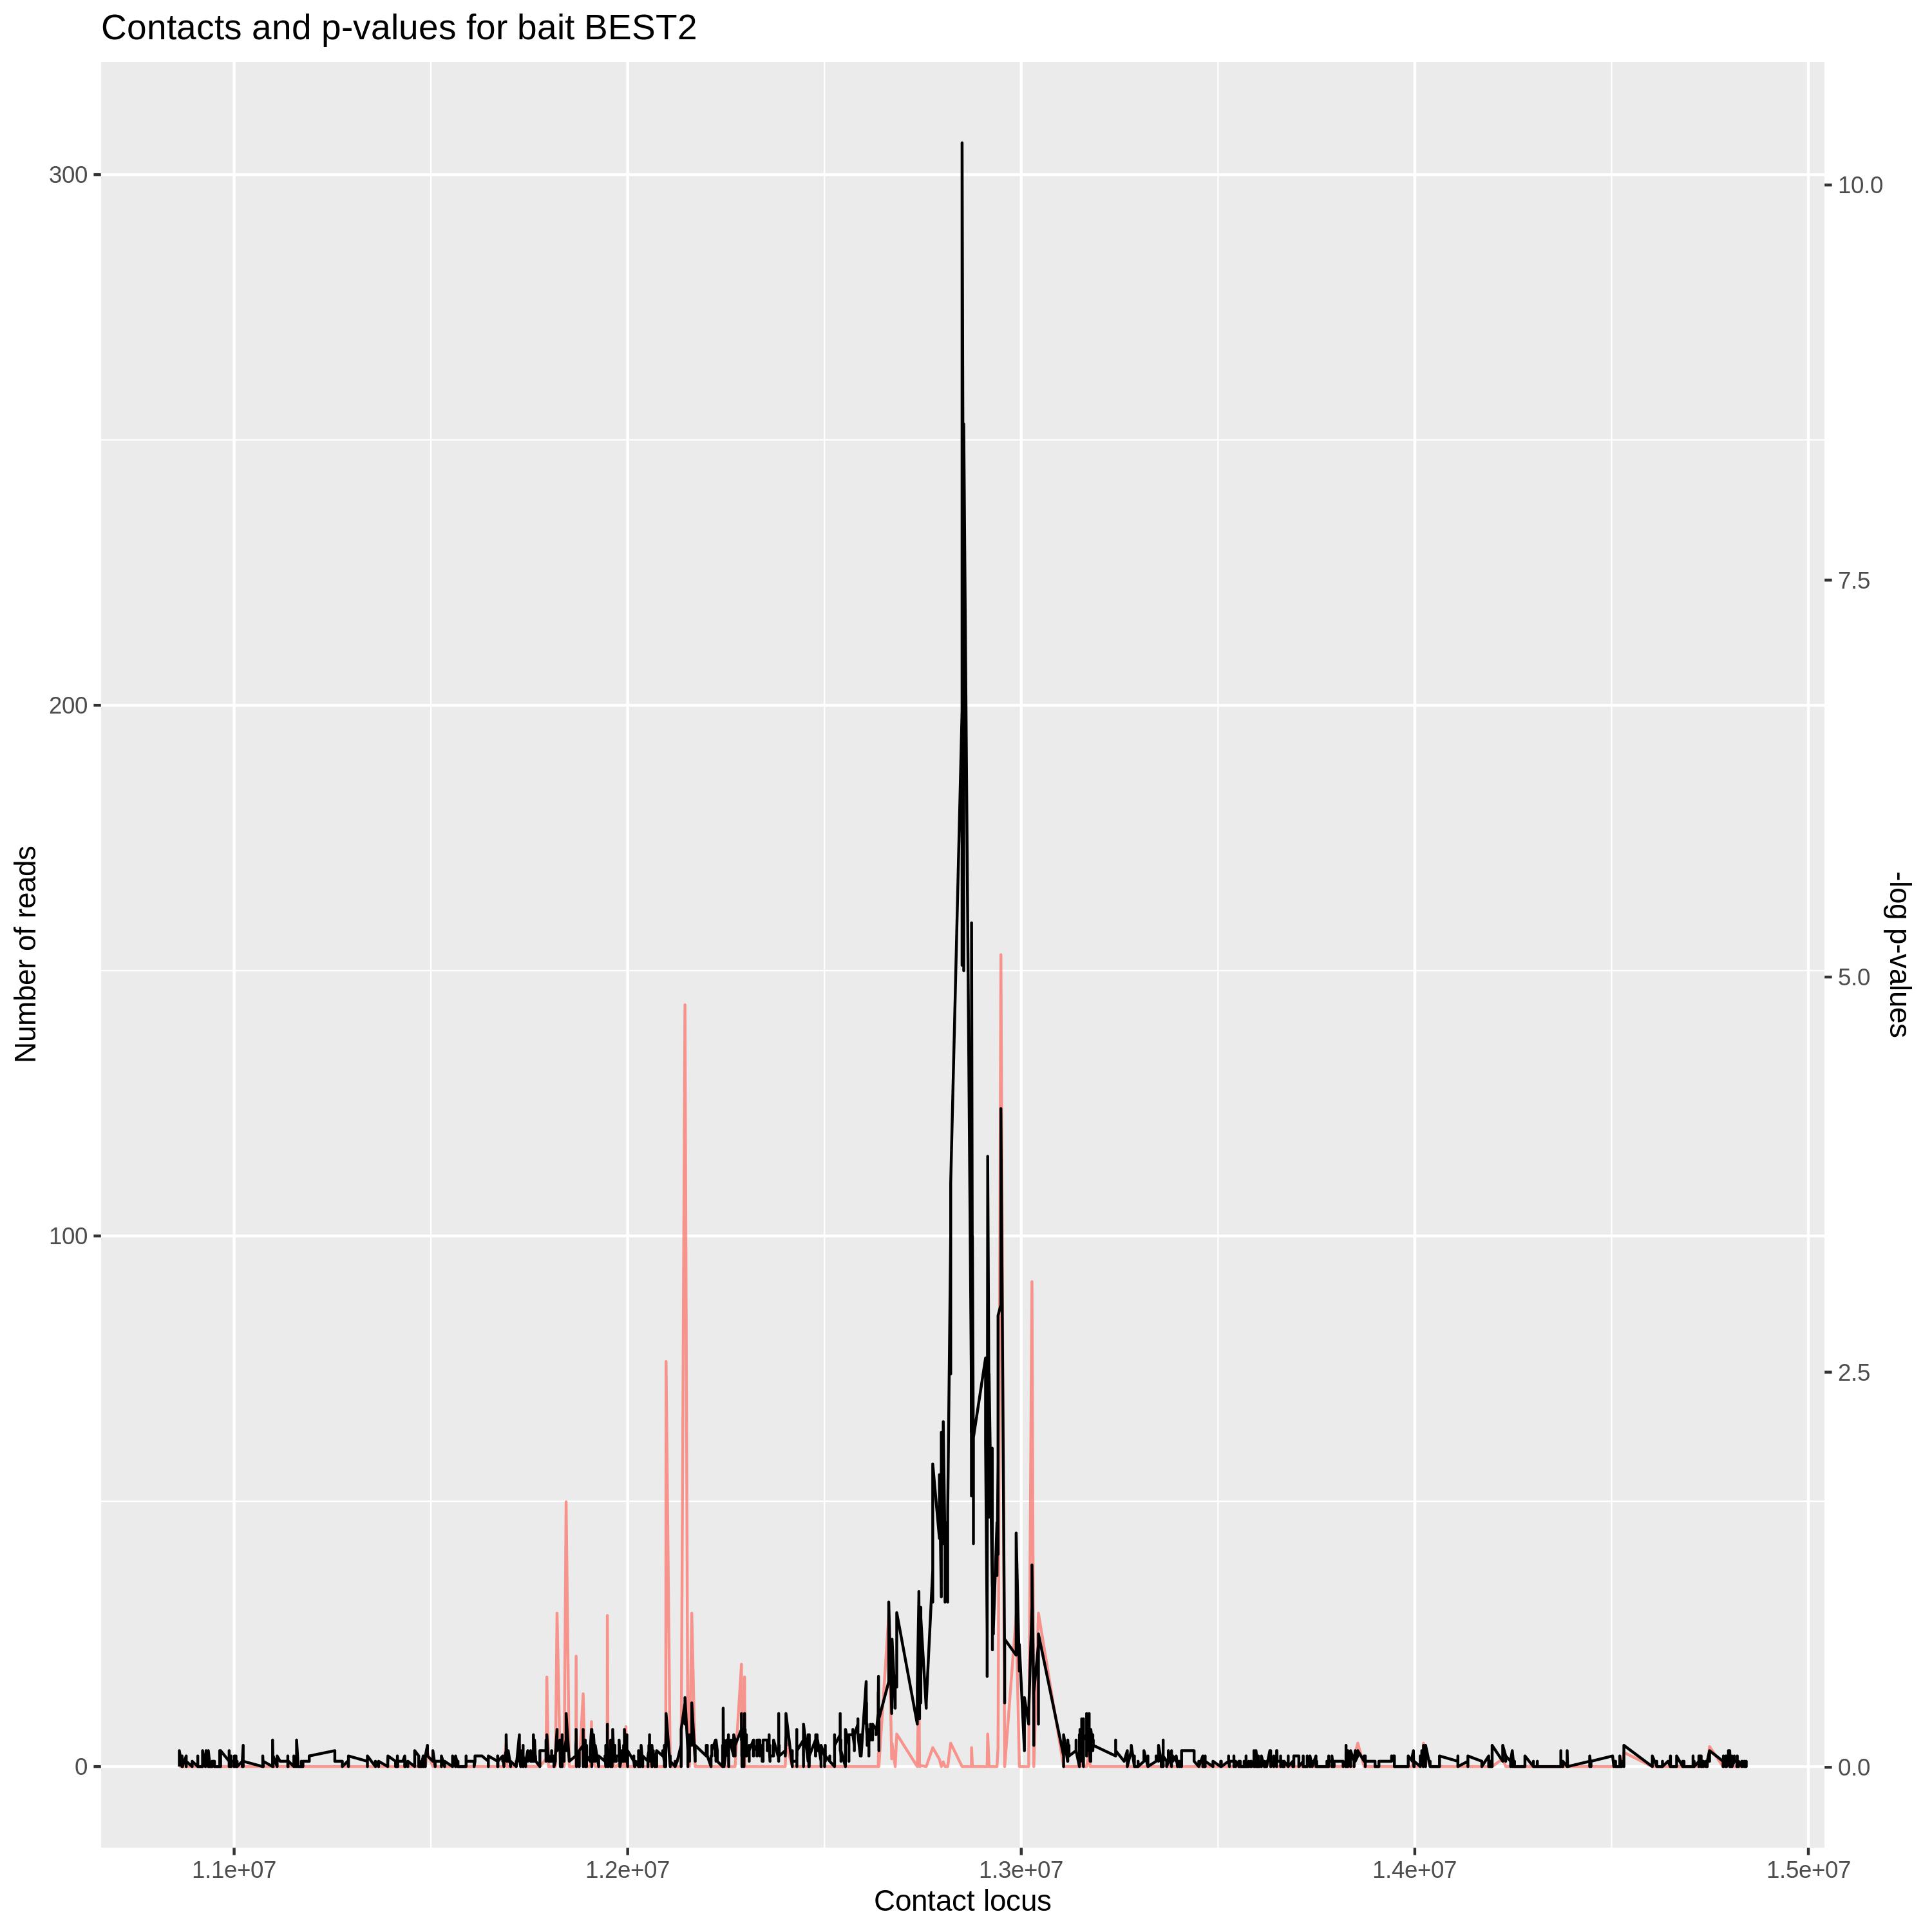 Contacts and p-values for bait BEST2
300
200
100
0
Number of reads
10.0
7.5
5.0
2.5
0.0
-log p-values
1.1e+07
1.2e+07
1.3e+07
1.4e+07
1.5e+07
Contact locus